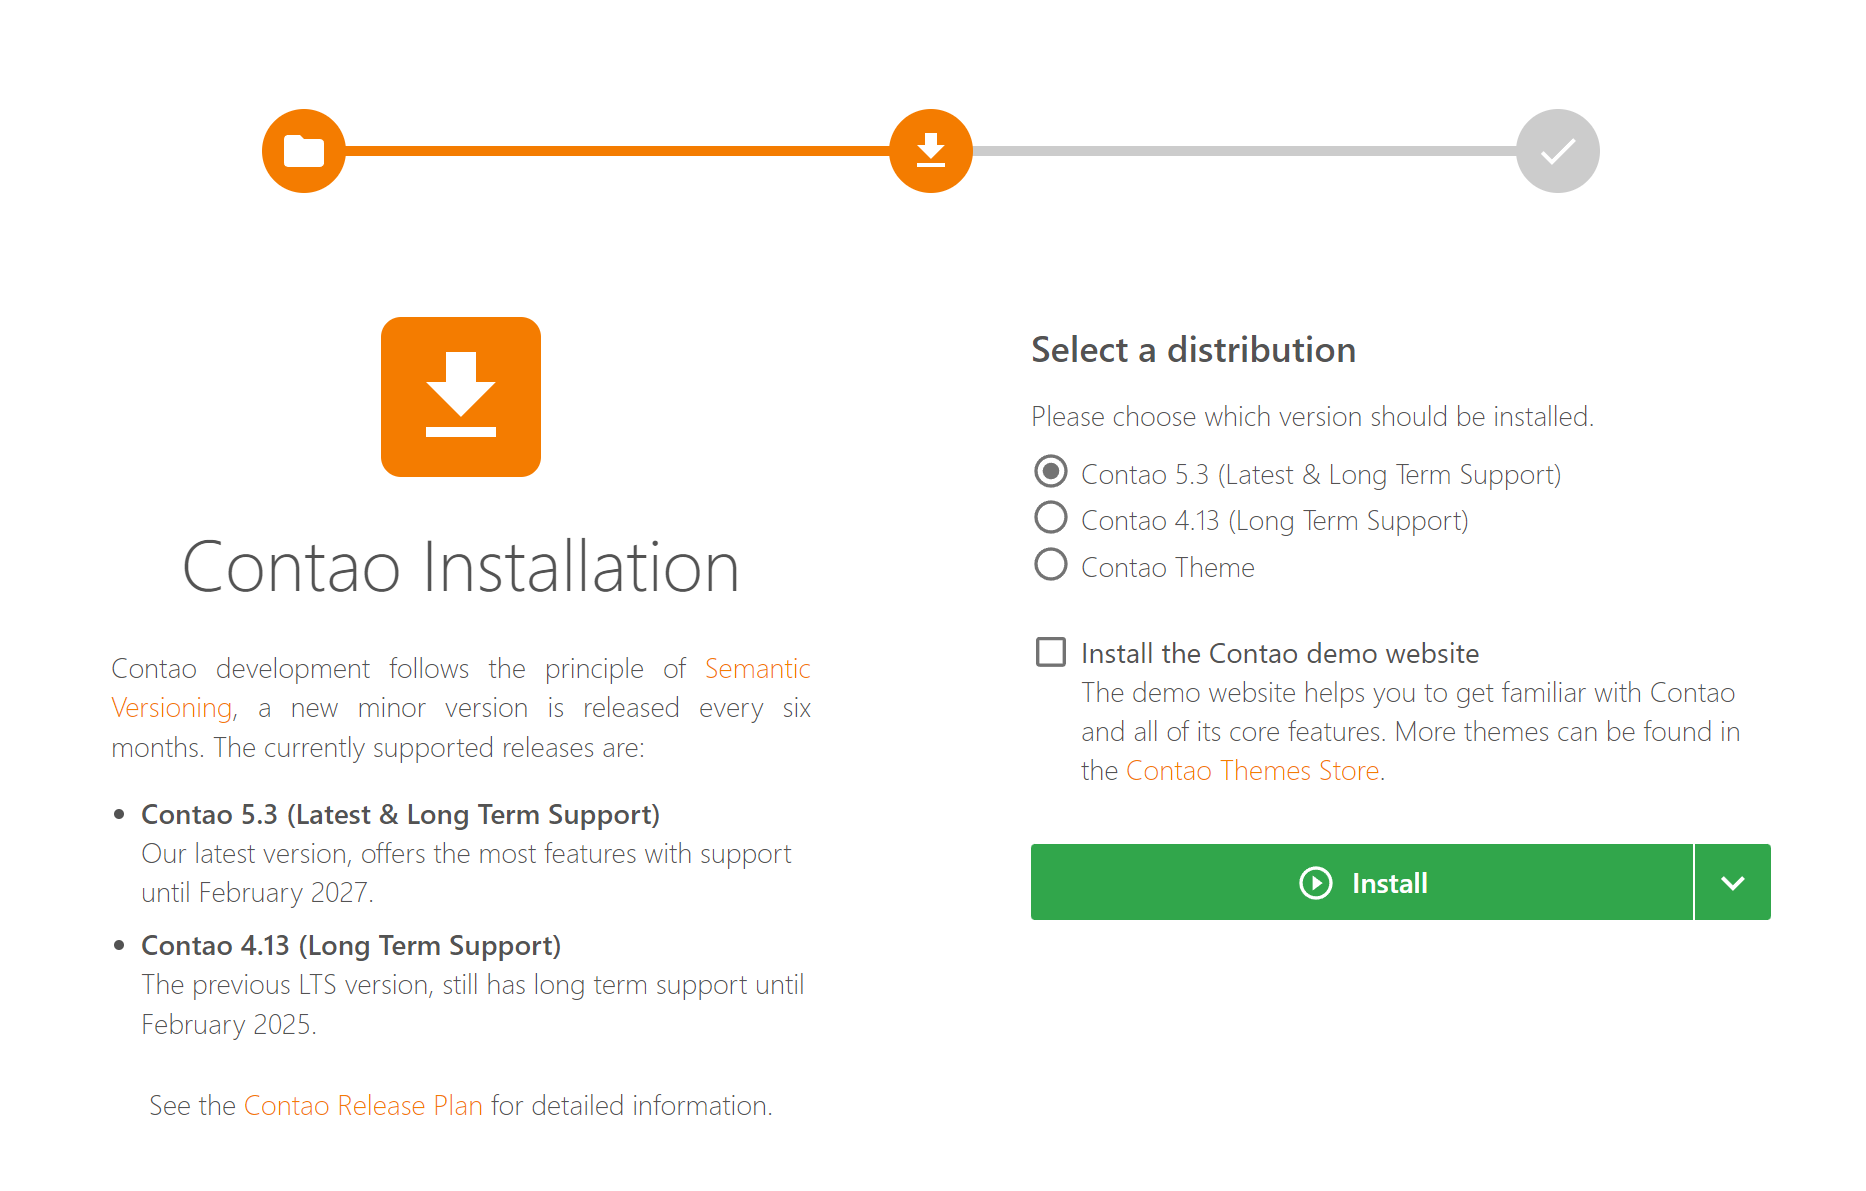 Contao Installation
Contao development follows the principle of Semantic
Versioning, a new minor version is released every six
months. The currently supported releases are:
Contao 5.3 (Latest & Long Term Support)
Our latest version, offers the most features with support
until February 2027.
Contao 4.13 (Long Term Support)
The previous LTS version, still has long term support until
February 2025.
See the Contao Release Plan for detailed information.
Select a distribution
Please choose which version should be installed.
Contao 5.3 (Latest & Long Term Support)
Contao 4.13 (Long Term Support)
Contao Theme
Install the Contao demo website
The demo website helps you to get familiar with Contao
and all of its core features. More themes can be found in
the Contao Themes Store.
Install